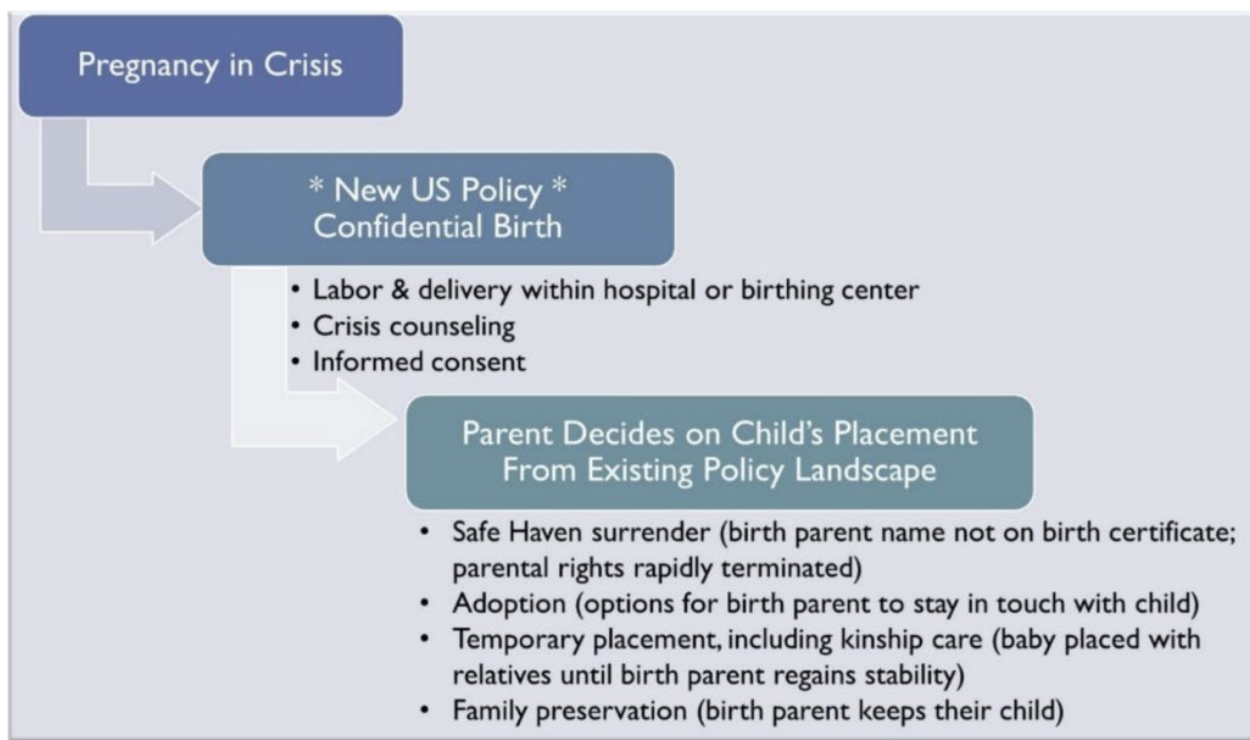 Pregnancy in Crisis
* New US Policy *
Confidential Birth
• Labor & delivery within hospital or birthing center
• Crisis counseling
• Informed consent
Parent Decides on Child’s Placement
From Existing Policy Landscape
• Safe Haven surrender (birth parent name not on birth certificate;
parental rights rapidly terminated)
• Adoption (options for birth parent to stay in touch with child)
• Temporary placement, including kinship care (baby placed with
relatives until birth parent regains stability)
• Family preservation (birth parent keeps their child)